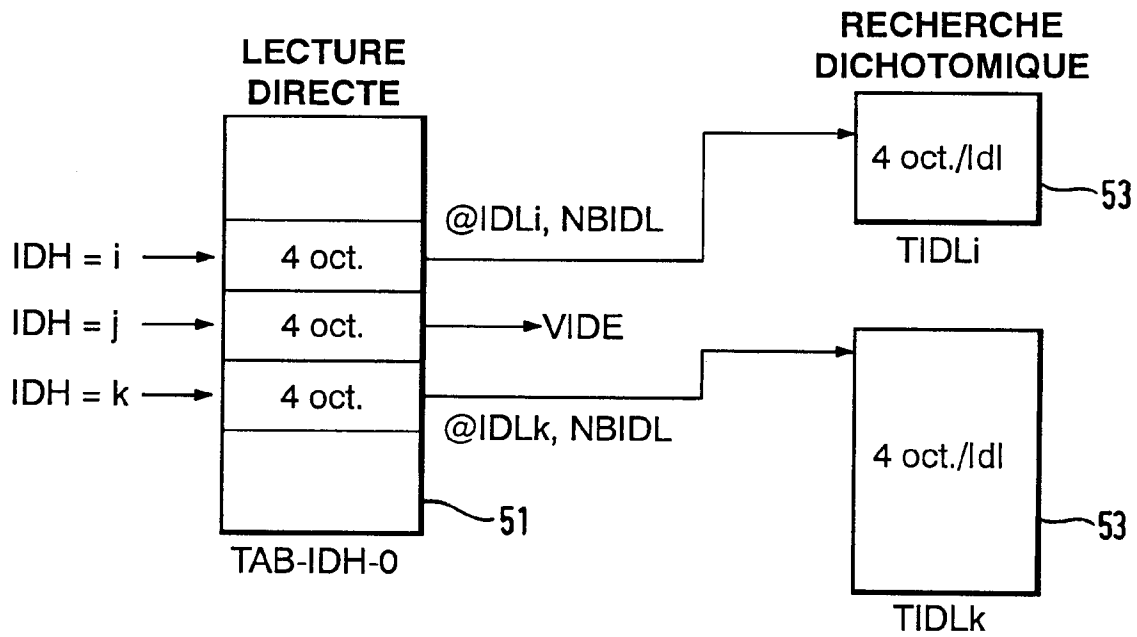 LECTURE
DIRECTE
RECHERCHE
DICHOTOMIQUE
4 oct./Idl
53
TIDLi
@IDLi, NBIDL
IDH = i
4 oct.
IDH = j
4 oct.
VIDE
IDH = k
4 oct.
@IDLk, NBIDL
4 oct./Idl
51
53
TAB-IDH-0
TIDLk